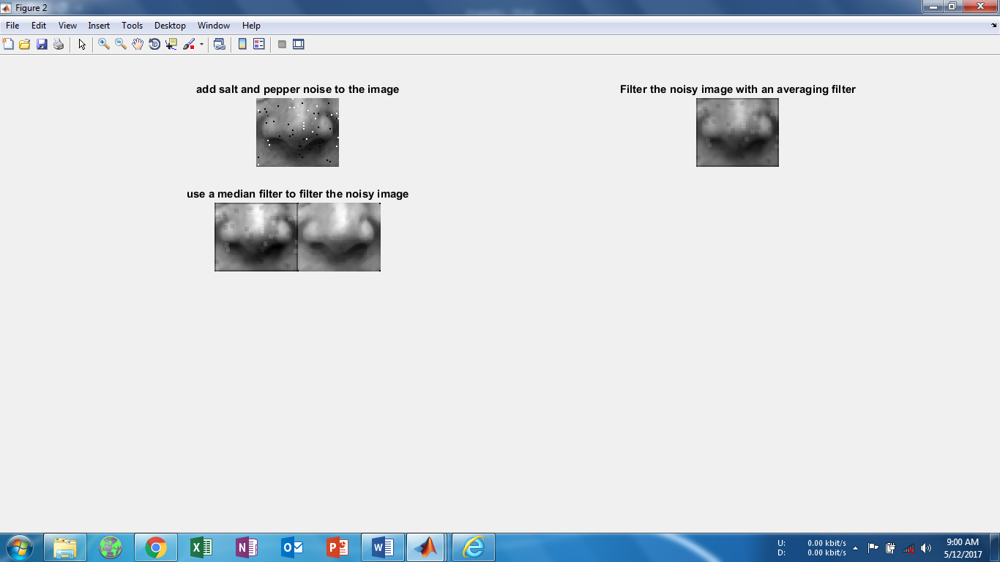 Figure 2
File Edit View Insert Tools Desktop Window Help
add salt and pepper noise to the image
Filter the noisy image with an averaging filter
use a median filter to filter the noisy image
U: 0.00 kbit/s
D: 0.00 kbit/s
9:00 AM
5/12/2017